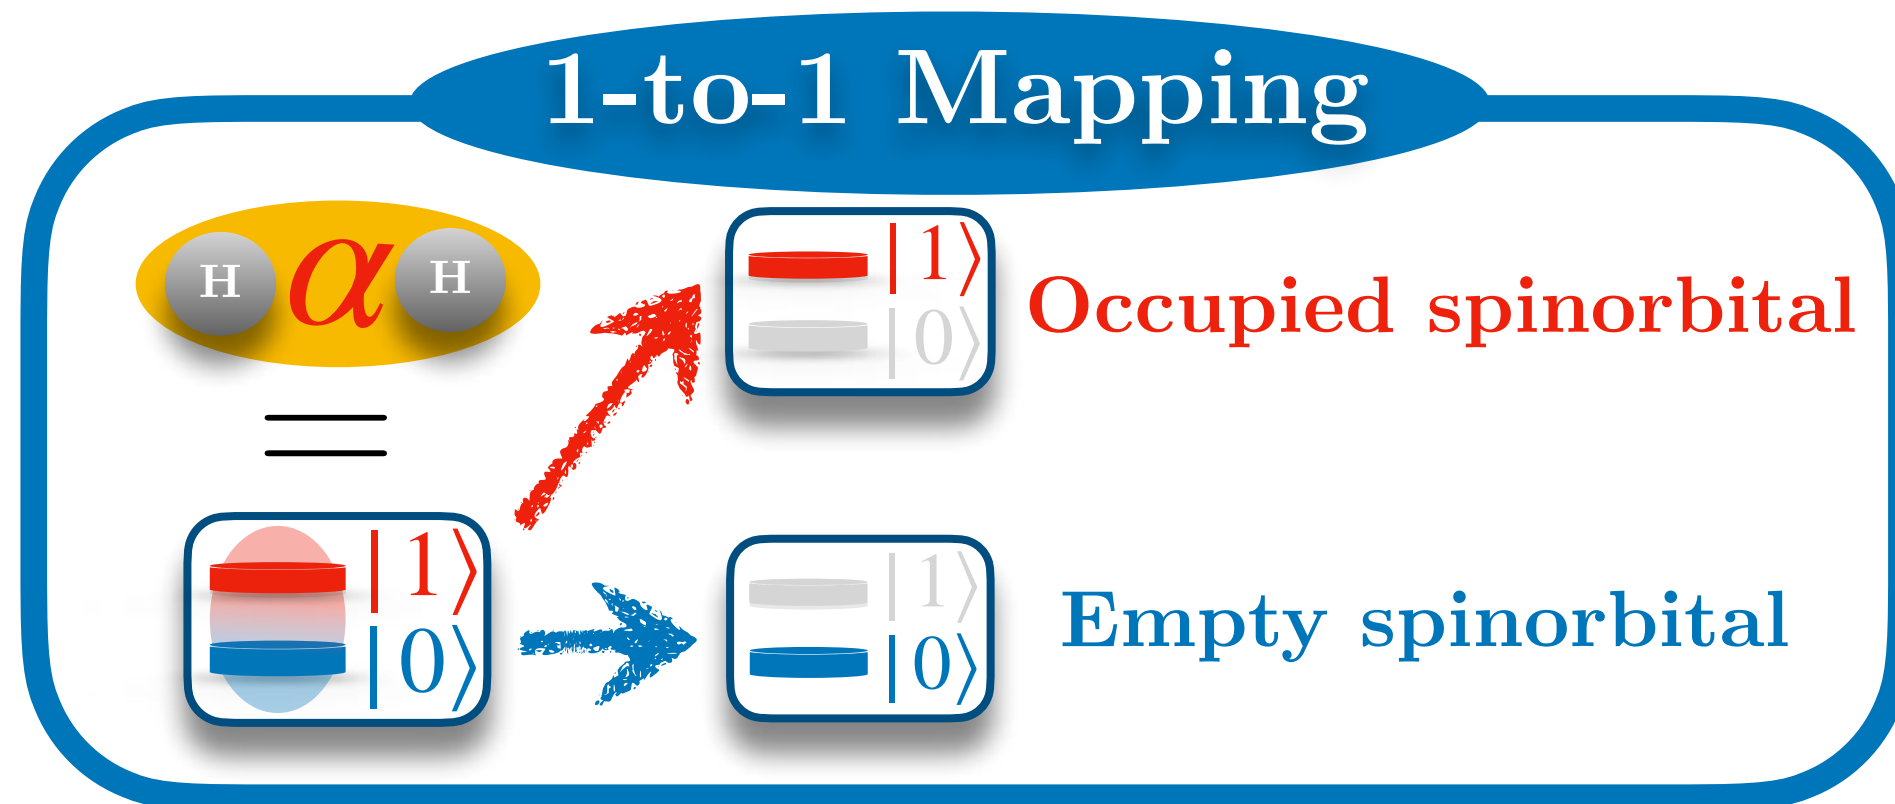 1-to-1 Mapping
H α H
|1⟩
|0⟩
Occupied spinorbital
|1⟩
|0⟩
|1⟩
|0⟩
Empty spinorbital